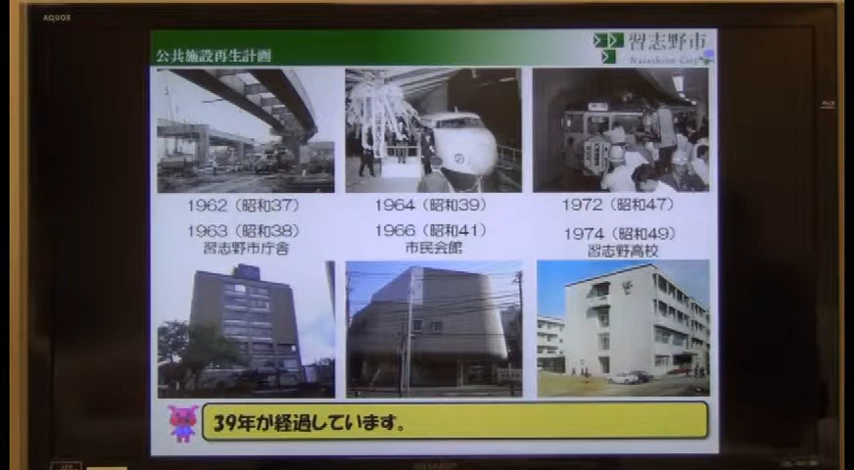 AQUOS
公共施設再生計画
習志野市
Narashino City
1962（昭和37）
1964（昭和39）
1972（昭和47）
1963（昭和38）
習志野市庁舎
1966（昭和41）
市民会館
1974（昭和49）
習志野高校
39年が経過しています。